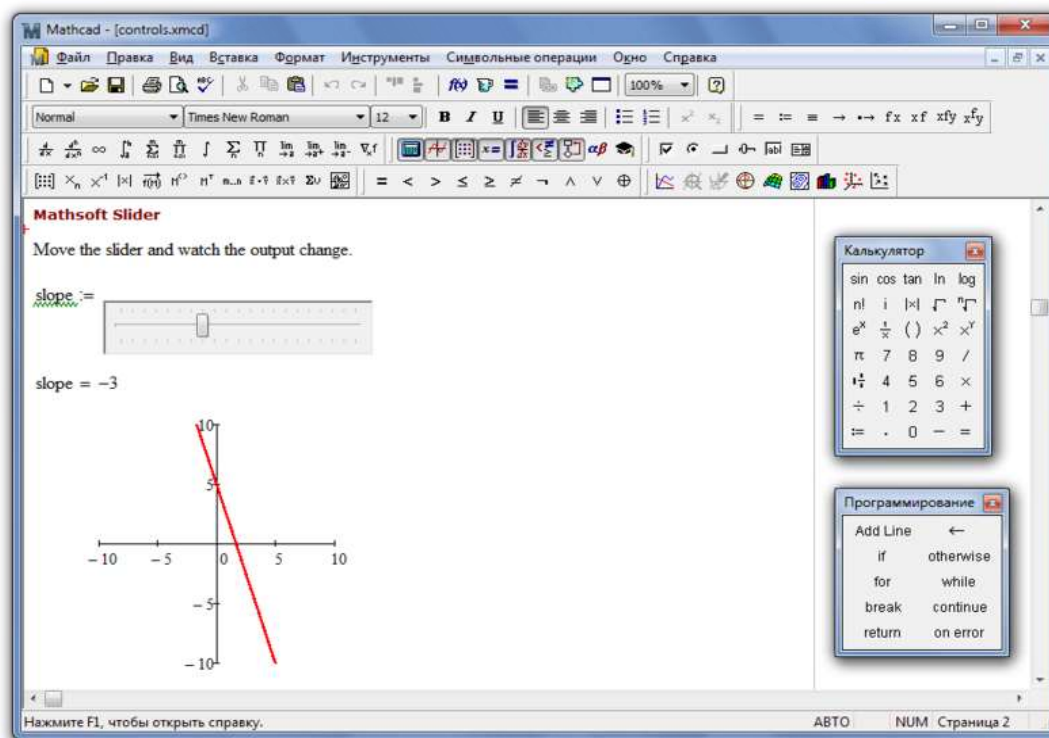 Mathcad - [controls.xmcd]
Файл Правка Вид Вставка Формат Инструменты Символьные операции Окно Справка
100%
Normal Times New Roman 12 B I U
Mathsoft Slider
Move the slider and watch the output change.
slope :=
slope = −3
10
5
−10 −5 0 5 10
−5
−10
Калькулятор
sin cos tan ln log
n! i |×| √ ⁿ√
eˣ 1/x ( ) ×² ×ʸ
π 7 8 9 /
4 5 6 ×
÷ 1 2 3 +
:= . 0 − =
Программирование
Add Line ←
if otherwise
for while
break continue
return on error
Нажмите F1, чтобы открыть справку. АВТО NUM Страница 2